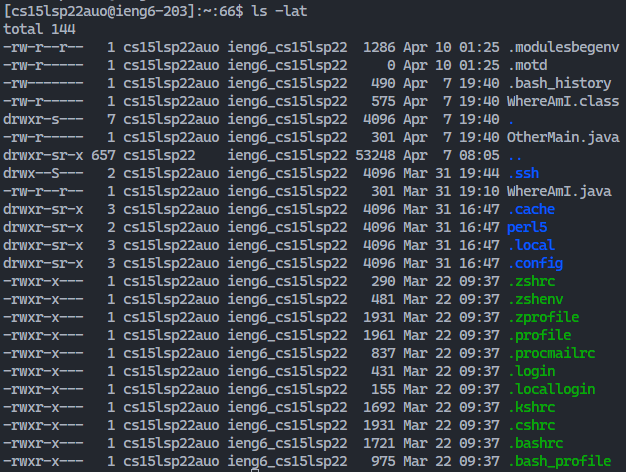 [cs15lsp22auo@ieng6-203]:~:66$ ls -lat
total 144
-rw-r--r--   1 cs15lsp22auo ieng6_cs15lsp22  1286 Apr 10 01:25 .modulesbegenv
-rw-r-----   1 cs15lsp22auo ieng6_cs15lsp22     0 Apr 10 01:25 .motd
-rw-------   1 cs15lsp22auo ieng6_cs15lsp22   490 Apr  7 19:40 .bash_history
-rw-r-----   1 cs15lsp22auo ieng6_cs15lsp22   575 Apr  7 19:40 WhereAmI.class
drwxr-s---   7 cs15lsp22auo ieng6_cs15lsp22  4096 Apr  7 19:40 .
-rw-r-----   1 cs15lsp22auo ieng6_cs15lsp22   301 Apr  7 19:40 OtherMain.java
drwxr-sr-x 657 cs15lsp22    ieng6_cs15lsp22 53248 Apr  7 08:05 ..
drwx--S---   2 cs15lsp22auo ieng6_cs15lsp22  4096 Mar 31 19:44 .ssh
-rw-r--r--   1 cs15lsp22auo ieng6_cs15lsp22   301 Mar 31 19:10 WhereAmI.java
drwxr-sr-x   3 cs15lsp22auo ieng6_cs15lsp22  4096 Mar 31 16:47 .cache
drwxr-sr-x   2 cs15lsp22auo ieng6_cs15lsp22  4096 Mar 31 16:47 perl5
drwxr-sr-x   3 cs15lsp22auo ieng6_cs15lsp22  4096 Mar 31 16:47 .local
drwxr-sr-x   3 cs15lsp22auo ieng6_cs15lsp22  4096 Mar 31 16:47 .config
-rwxr-x---   1 cs15lsp22auo ieng6_cs15lsp22   290 Mar 22 09:37 .zshrc
-rwxr-x---   1 cs15lsp22auo ieng6_cs15lsp22   481 Mar 22 09:37 .zshenv
-rwxr-x---   1 cs15lsp22auo ieng6_cs15lsp22  1931 Mar 22 09:37 .zprofile
-rwxr-x---   1 cs15lsp22auo ieng6_cs15lsp22  1961 Mar 22 09:37 .profile
-rwxr-x---   1 cs15lsp22auo ieng6_cs15lsp22   837 Mar 22 09:37 .procmailrc
-rwxr-x---   1 cs15lsp22auo ieng6_cs15lsp22   431 Mar 22 09:37 .login
-rwxr-x---   1 cs15lsp22auo ieng6_cs15lsp22   155 Mar 22 09:37 .locallogin
-rwxr-x---   1 cs15lsp22auo ieng6_cs15lsp22  1692 Mar 22 09:37 .kshrc
-rwxr-x---   1 cs15lsp22auo ieng6_cs15lsp22  1931 Mar 22 09:37 .cshrc
-rwxr-x---   1 cs15lsp22auo ieng6_cs15lsp22  1721 Mar 22 09:37 .bashrc
-rwxr-x---   1 cs15lsp22auo ieng6_cs15lsp22   975 Mar 22 09:37 .bash_profile